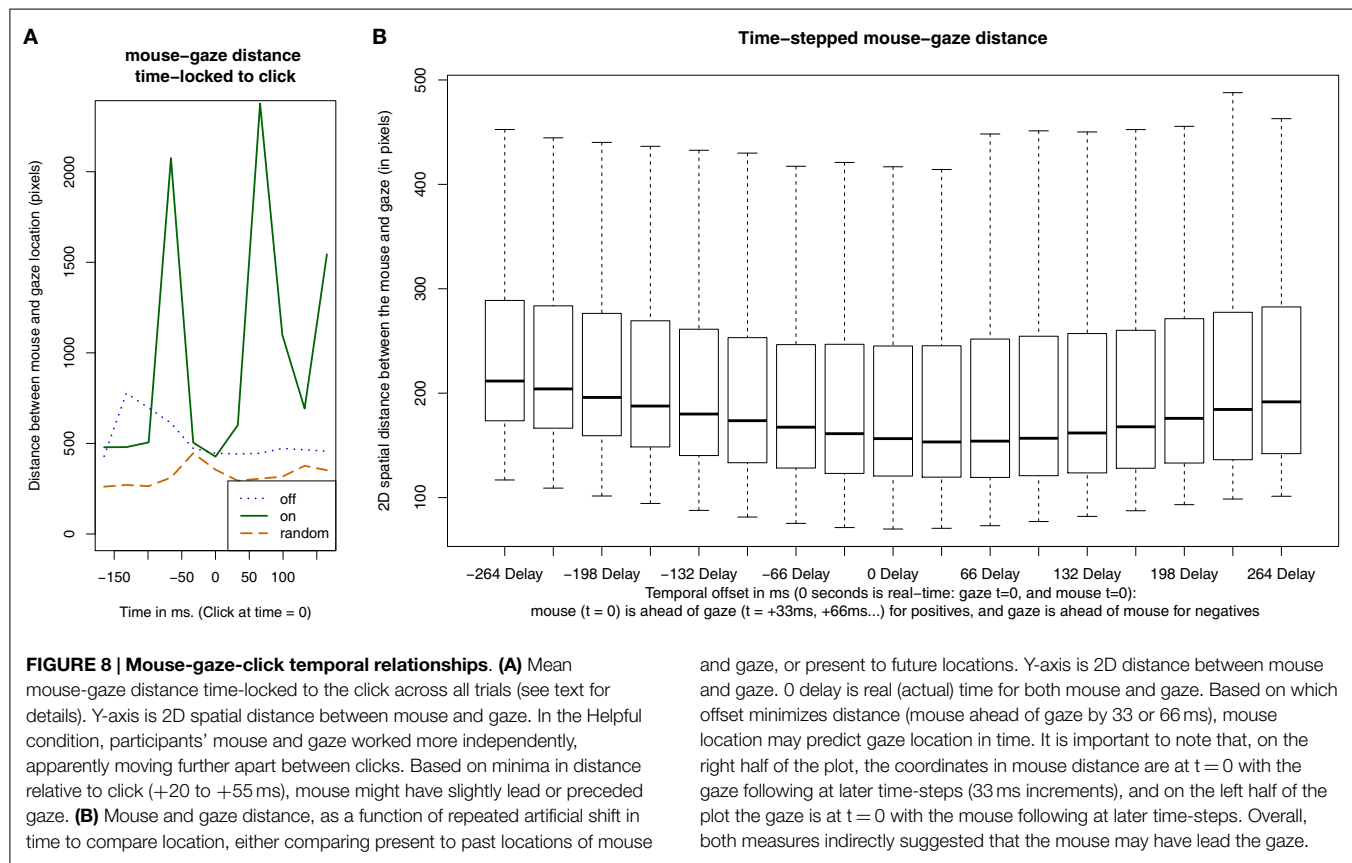 A
mouse−gaze distance
time−locked to click
Distance between mouse and gaze location (pixels)
2000
1500
1000
500
0
off
on
random
−150
−50
0
50
100
Time in ms. (Click at time = 0)
B
Time−stepped mouse−gaze distance
2D spatial distance between the mouse and gaze (in pixels)
500
400
300
200
100
−264 Delay
−198 Delay
−132 Delay
−66 Delay
0 Delay
66 Delay
132 Delay
198 Delay
264 Delay
Temporal offset in ms (0 seconds is real−time: gaze t=0, and mouse t=0):
mouse (t = 0) is ahead of gaze (t = +33ms, +66ms...) for positives, and gaze is ahead of mouse for negatives
FIGURE 8 | Mouse-gaze-click temporal relationships. (A) Mean
mouse-gaze distance time-locked to the click across all trials (see text for
details). Y-axis is 2D spatial distance between mouse and gaze. In the Helpful
condition, participants' mouse and gaze worked more independently,
apparently moving further apart between clicks. Based on minima in distance
relative to click (+20 to +55 ms), mouse might have slightly lead or preceded
gaze. (B) Mouse and gaze distance, as a function of repeated artificial shift in
time to compare location, either comparing present to past locations of mouse
and gaze, or present to future locations. Y-axis is 2D distance between mouse
and gaze. 0 delay is real (actual) time for both mouse and gaze. Based on which
offset minimizes distance (mouse ahead of gaze by 33 or 66 ms), mouse
location may predict gaze location in time. It is important to note that, on the
right half of the plot, the coordinates in mouse distance are at t = 0 with the
gaze following at later time-steps (33 ms increments), and on the left half of the
plot the gaze is at t = 0 with the mouse following at later time-steps. Overall,
both measures indirectly suggested that the mouse may have lead the gaze.